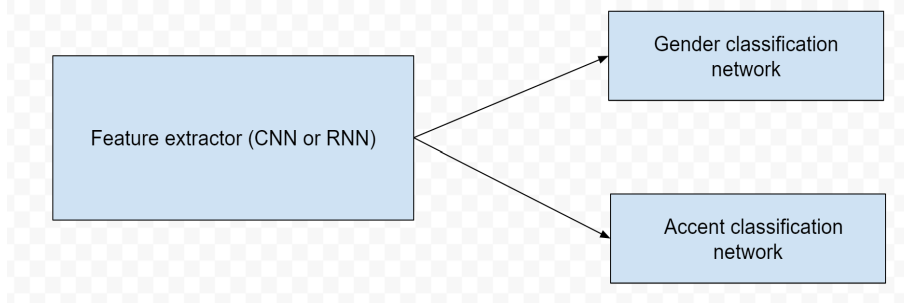 Gender classification
network
Feature extractor (CNN or RNN)
Accent classification
network